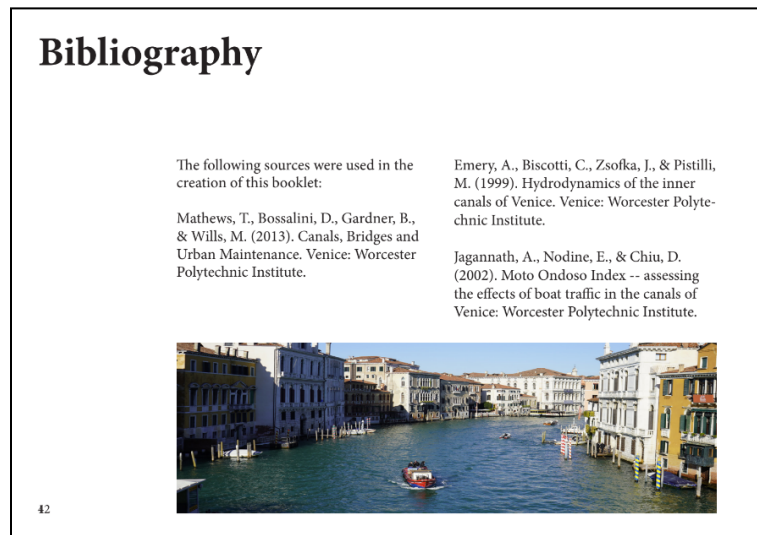 Bibliography
The following sources were used in the
creation of this booklet:
Mathews, T., Bossalini, D., Gardner, B.,
& Wills, M. (2013). Canals, Bridges and
Urban Maintenance. Venice: Worcester
Polytechnic Institute.
Emery, A., Biscotti, C., Zsofka, J., & Pistilli,
M. (1999). Hydrodynamics of the inner
canals of Venice. Venice: Worcester Polyte-
chnic Institute.
Jagannath, A., Nodine, E., & Chiu, D.
(2002). Moto Ondoso Index -- assessing
the effects of boat traffic in the canals of
Venice: Worcester Polytechnic Institute.